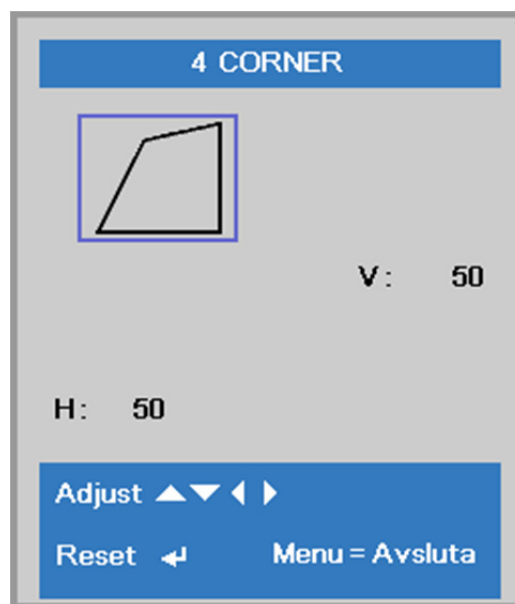 4 CORNER
V: 50
H: 50
Adjust ▲▼◀▶
Reset ↵ Menu = Avsluta